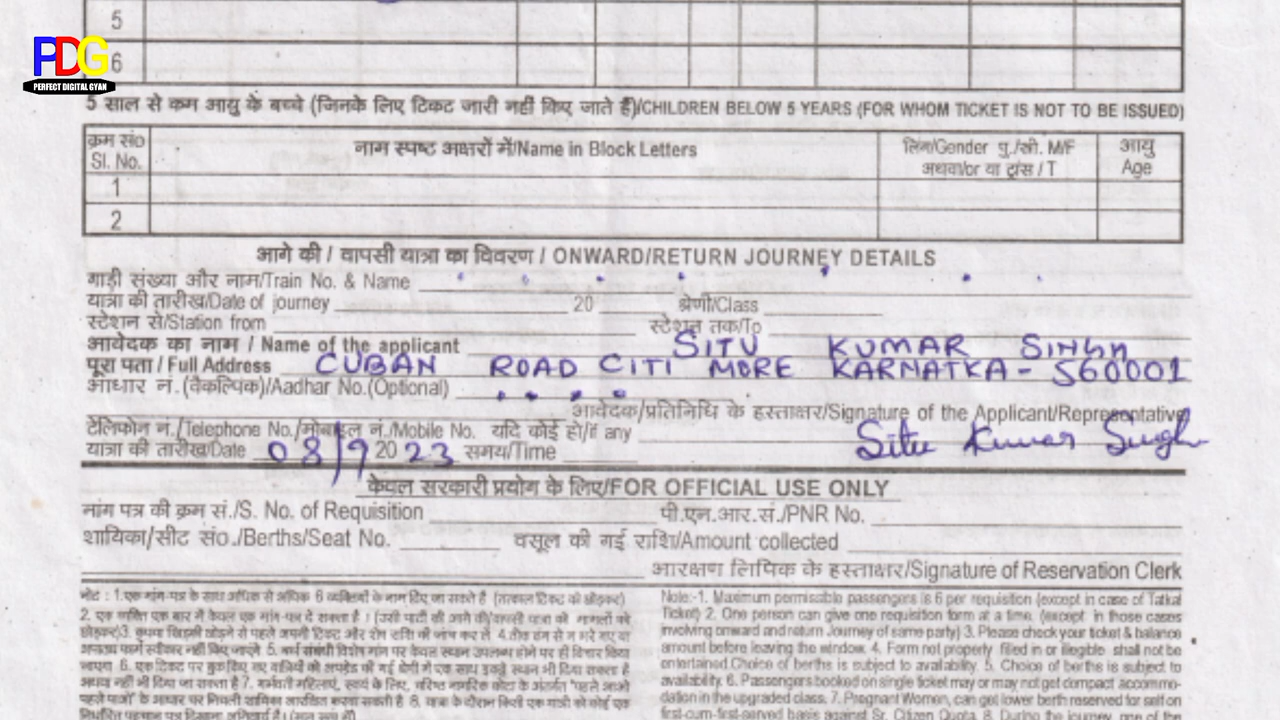 5
PDG
6
PERFECT DIGITAL GYAN
5 साल से कम आयु के बच्चे (जिनके लिए टिकट जारी नहीं किए जाते हैं)/CHILDREN BELOW 5 YEARS (FOR WHOM TICKET IS NOT TO BE ISSUED)
क्रम सं० नाम स्पष्ट अक्षरों में/Name in Block Letters लिंग/Gender पु./स्त्री. M/F आयु
Sl. No. अथवा/or या ट्रांस / T Age
1
2
आगे की / वापसी यात्रा का विवरण / ONWARD/RETURN JOURNEY DETAILS
गाड़ी संख्या और नाम/Train No. & Name
यात्रा की तारीख/Date of journey 20 श्रेणी/Class
स्टेशन से/Station from स्टेशन तक/To
आवेदक का नाम / Name of the applicant SITU KUMAR SINGH
पूरा पता / Full Address CUBAN ROAD CITI MORE KARNATKA - 560001
आधार नं.(वैकल्पिक)/Aadhar No.(Optional)
आवेदक/प्रतिनिधि के हस्ताक्षर/Signature of the Applicant/Representative
टेलिफोन नं./Telephone No./मोबाइल नं./Mobile No. यदि कोई हो/if any Situ Kumar Singh
यात्रा की तारीख/Date 08/9 20 23 समय/Time
केवल सरकारी प्रयोग के लिए/FOR OFFICIAL USE ONLY
मांग पत्र की क्रम सं./S. No. of Requisition पी.एन.आर.सं./PNR No.
शायिका/सीट सं०./Berths/Seat No. वसूल की गई राशि/Amount collected
आरक्षण लिपिक के हस्ताक्षर/Signature of Reservation Clerk
Note:-1. Maximum permissible passengers is 6 per requisition (except in case of Tatkal
Ticket) 2. One person can give one requisition form at a time. (except in those cases
involving onward and return Journey of same party) 3. Please check your ticket & balance
amount before leaving the window. 4. Form not properly filled in or illegible shall not be
entertained.Choice of berths is subject to availability. 5. Choice of berths is subject to
availability. 6. Passengers booked on single ticket may or may not get compact accommo-
dation in the upgraded class. 7. Pregnant Women, can get lower berth reserved for self on
first-cum-first-served basis against Sr. Citizen Quota. 8. During the journey, one of the